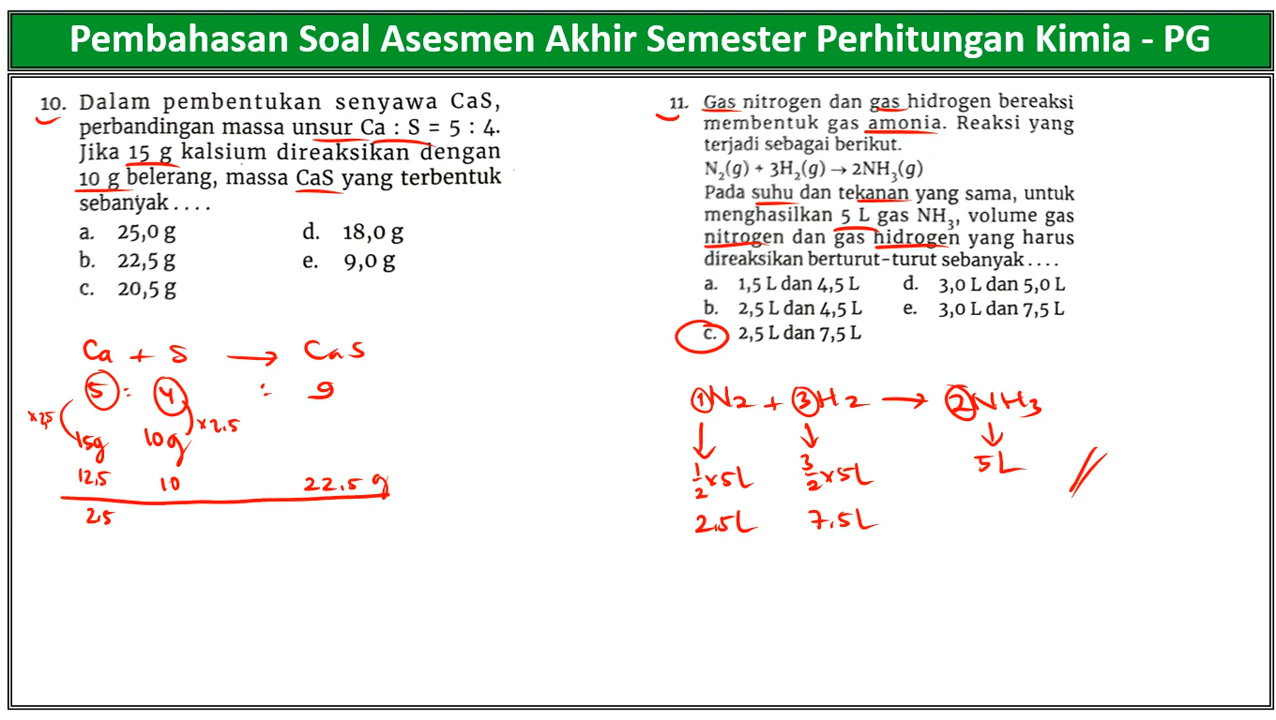 Pembahasan Soal Asesmen Akhir Semester Perhitungan Kimia - PG
10. Dalam pembentukan senyawa CaS,
perbandingan massa unsur Ca : S = 5 : 4.
Jika 15 g kalsium direaksikan dengan
10 g belerang, massa CaS yang terbentuk
sebanyak . . . .
a. 25,0 g
d. 18,0 g
b. 22,5 g
e. 9,0 g
c. 20,5 g
Ca + S → CaS
5 : 4 : 9
×2,5
15g 10g ×2.5
12,5 10 22.5 g
2,5
11. Gas nitrogen dan gas hidrogen bereaksi
membentuk gas amonia. Reaksi yang
terjadi sebagai berikut.
N₂(g) + 3H₂(g) → 2NH₃(g)
Pada suhu dan tekanan yang sama, untuk
menghasilkan 5 L gas NH₃, volume gas
nitrogen dan gas hidrogen yang harus
direaksikan berturut-turut sebanyak . . . .
a. 1,5 L dan 4,5 L
d. 3,0 L dan 5,0 L
b. 2,5 L dan 4,5 L
e. 3,0 L dan 7,5 L
c. 2,5 L dan 7,5 L
1N2 + 3H2 → 2NH3
5L
1/2 ×5L 3/2 ×5L
2.5L 7.5L